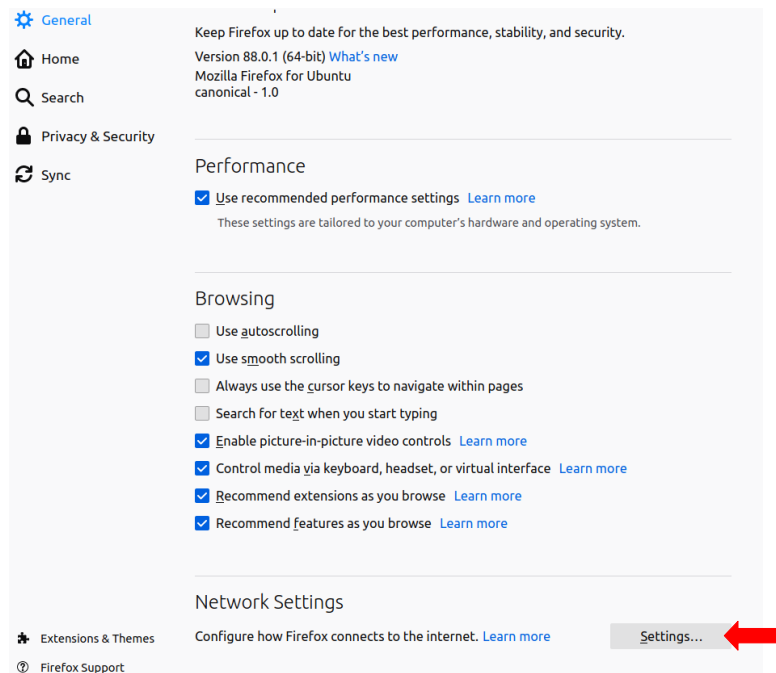 General
Home
Search
Privacy & Security
Sync
Extensions & Themes
Firefox Support
Keep Firefox up to date for the best performance, stability, and security.
Version 88.0.1 (64-bit) What's new
Mozilla Firefox for Ubuntu
canonical - 1.0
Performance
Use recommended performance settings Learn more
These settings are tailored to your computer's hardware and operating system.
Browsing
Use autoscrolling
Use smooth scrolling
Always use the cursor keys to navigate within pages
Search for text when you start typing
Enable picture-in-picture video controls Learn more
Control media via keyboard, headset, or virtual interface Learn more
Recommend extensions as you browse Learn more
Recommend features as you browse Learn more
Network Settings
Configure how Firefox connects to the internet. Learn more Settings...